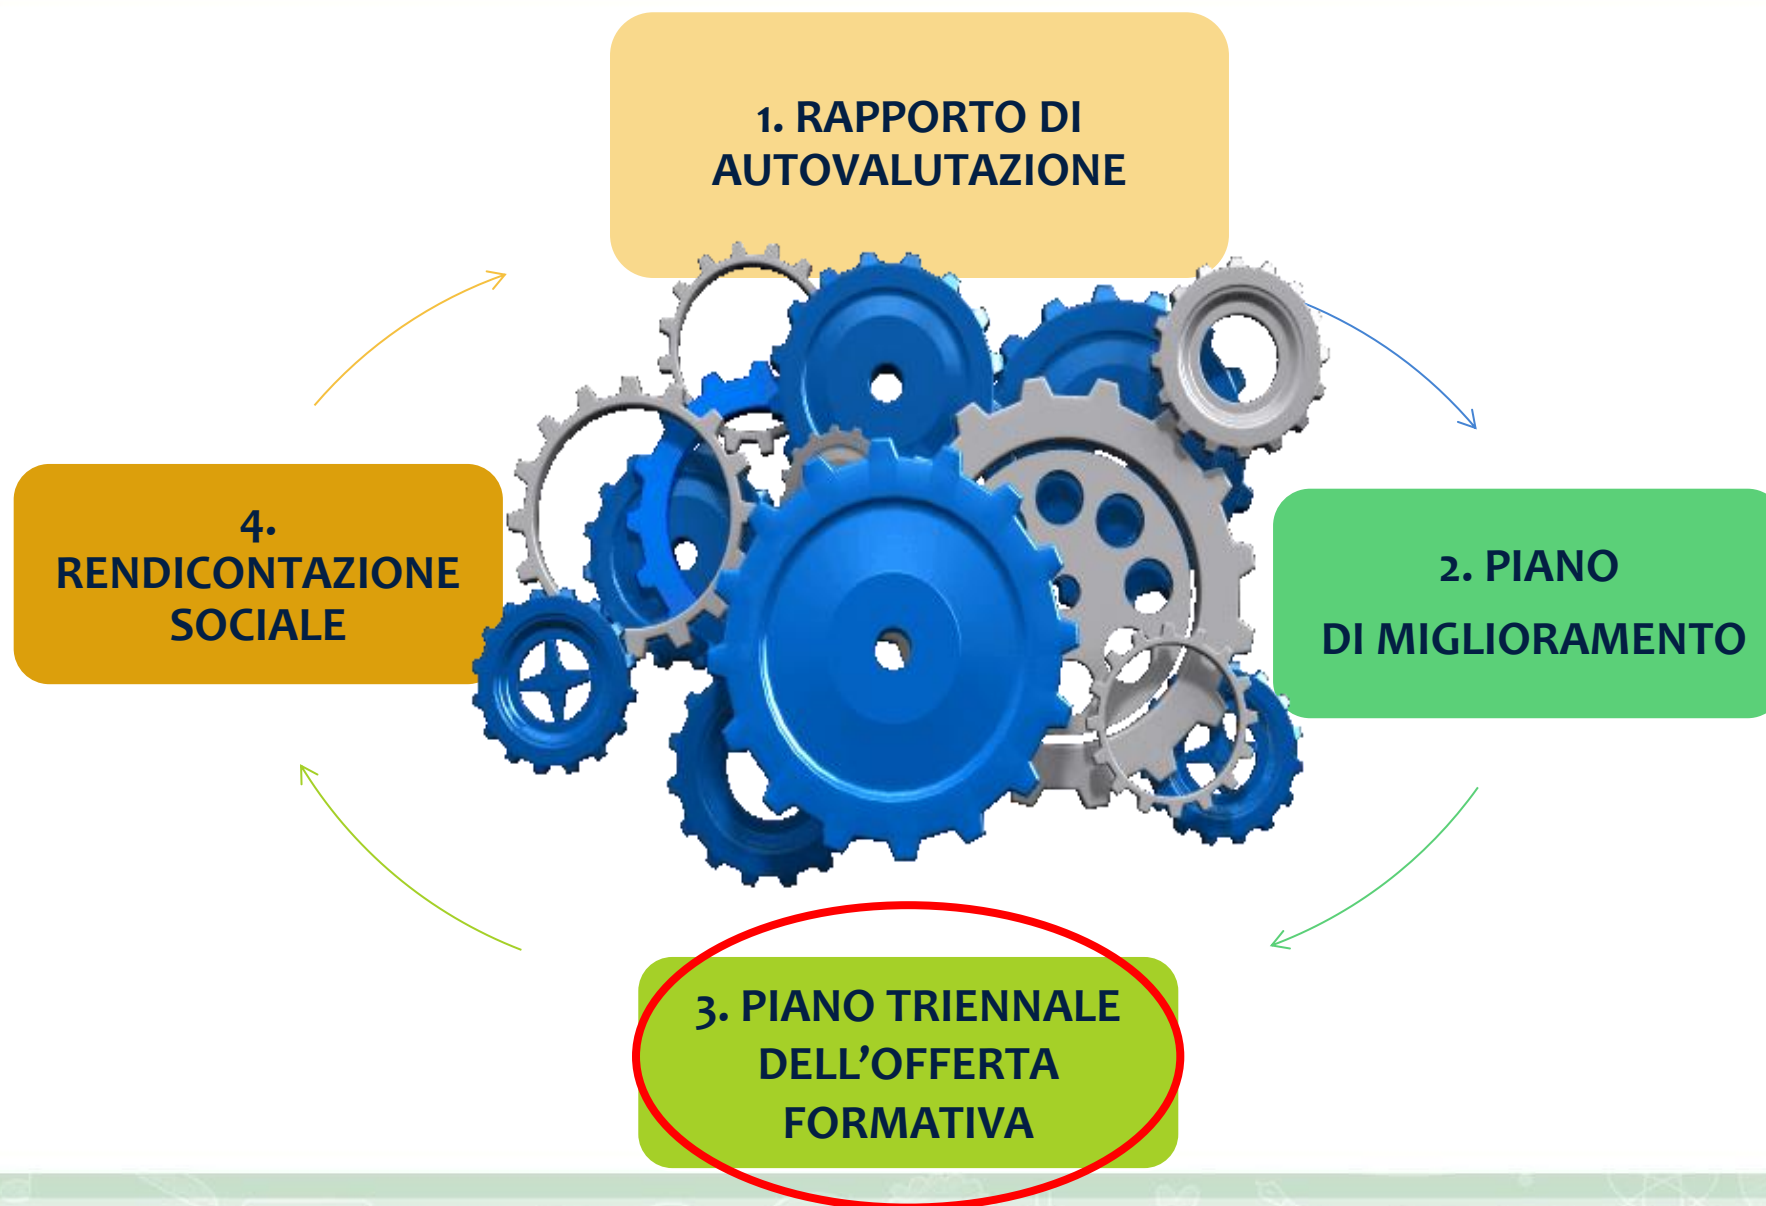 1. RAPPORTO DI
AUTOVALUTAZIONE
2. PIANO
DI MIGLIORAMENTO
3. PIANO TRIENNALE
DELL’OFFERTA
FORMATIVA
4.
RENDICONTAZIONE
SOCIALE